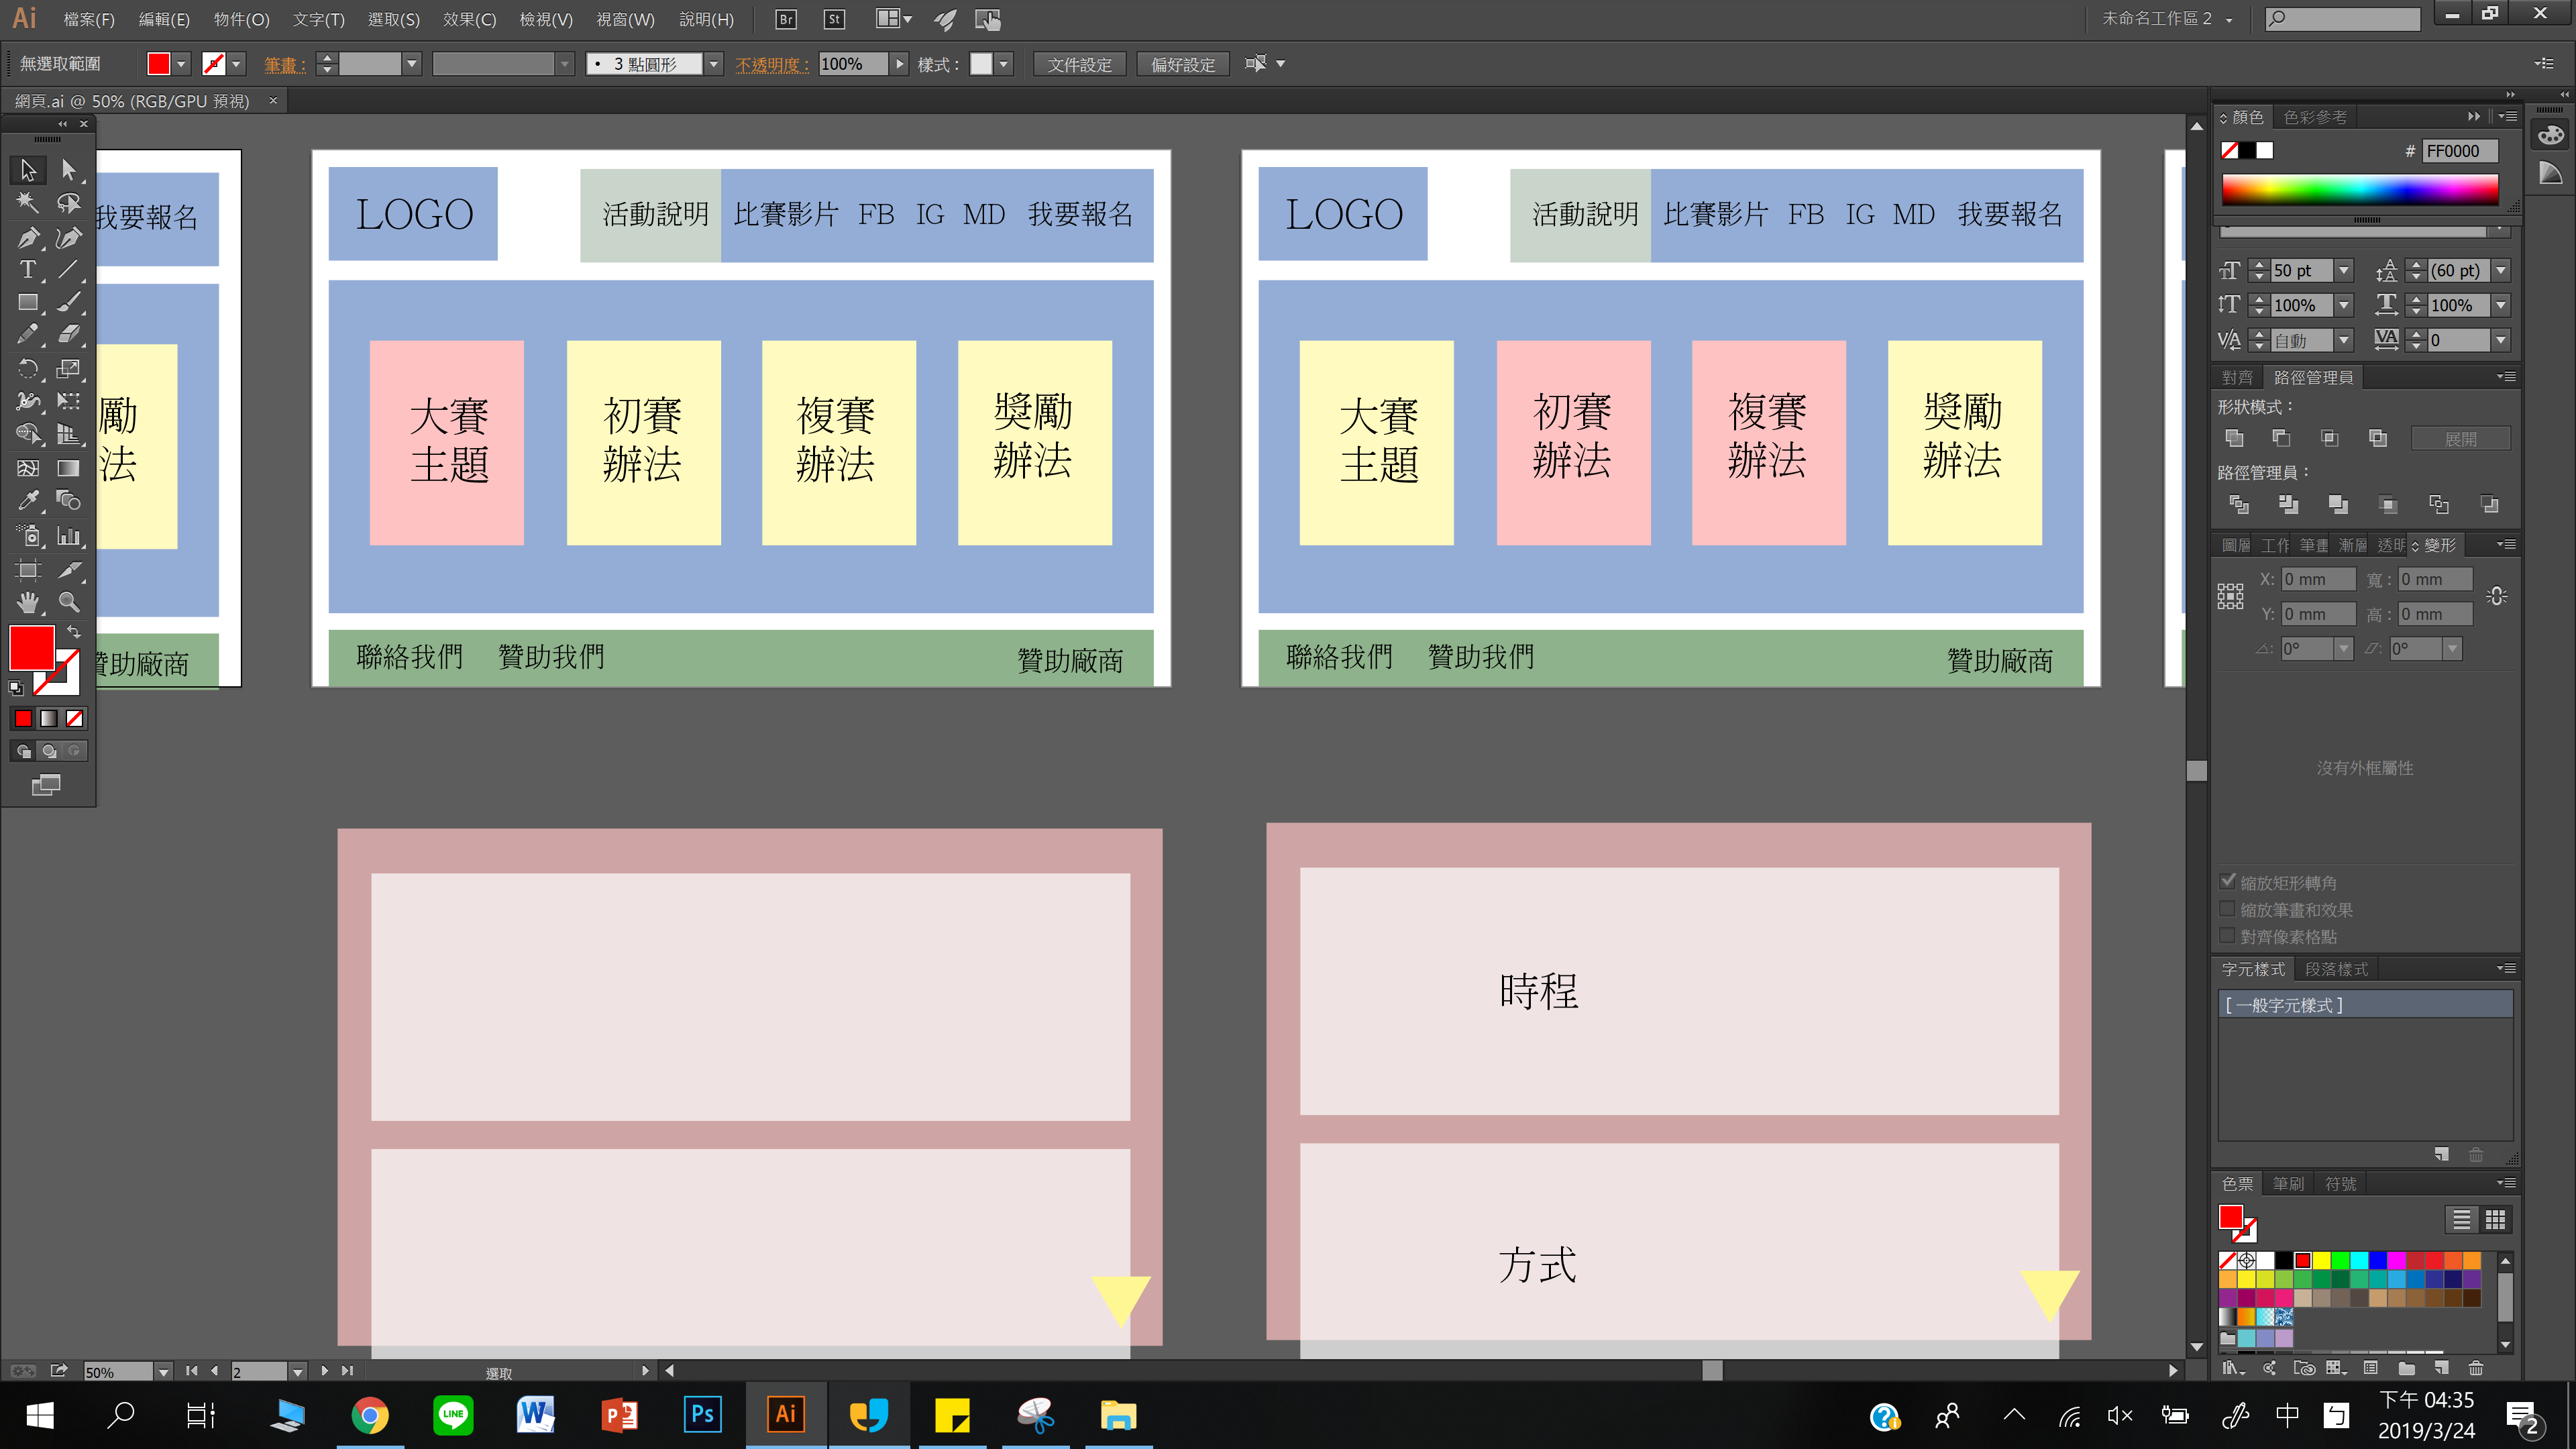 Ai 檔案(F) 編輯(E) 物件(O) 文字(T) 選取(S) 效果(C) 檢視(V) 視窗(W) 說明(H) Br St 未命名工作區 2
無選取範圍 筆畫： 3 點圓形 不透明度： 100% 樣式： 文件設定 偏好設定
網頁.ai @ 50% (RGB/GPU 預視)
顏色 色彩參考
# FF0000
50 pt (60 pt)
100% 100%
自動 0
對齊 路徑管理員
形狀模式：
展開
路徑管理員：
圖層 工作 筆畫 漸層 透明 變形
X: 0 mm 寬： 0 mm
Y: 0 mm 高： 0 mm
0° 0°
沒有外框屬性
縮放矩形轉角
縮放筆畫和效果
對齊像素格點
字元樣式 段落樣式
[ 一般字元樣式 ]
色票 筆刷 符號
我要報名
勵
法
贊助廠商
LOGO 活動說明 比賽影片 FB IG MD 我要報名
大賽
主題
初賽
辦法
複賽
辦法
獎勵
辦法
聯絡我們 贊助我們 贊助廠商
LOGO 活動說明 比賽影片 FB IG MD 我要報名
大賽
主題
初賽
辦法
複賽
辦法
獎勵
辦法
聯絡我們 贊助我們 贊助廠商
時程
方式
50% 2 選取
LINE W P Ps Ai 中 ㄅ
下午 04:35
2019/3/24
2